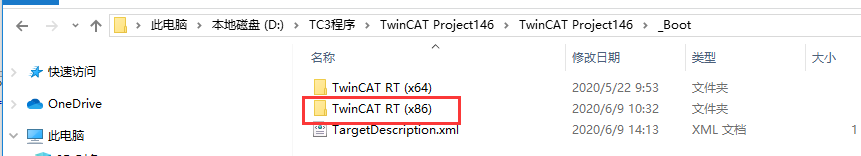 此电脑 > 本地磁盘 (D:) > TC3程序 > TwinCAT Project146 > TwinCAT Project146 > _Boot
名称 修改日期 类型 大小
快速访问
TwinCAT RT (x64) 2020/5/22 9:53 文件夹
OneDrive
TwinCAT RT (x86) 2020/6/9 10:32 文件夹
此电脑
TargetDescription.xml 2020/6/9 14:13 XML 文档 1